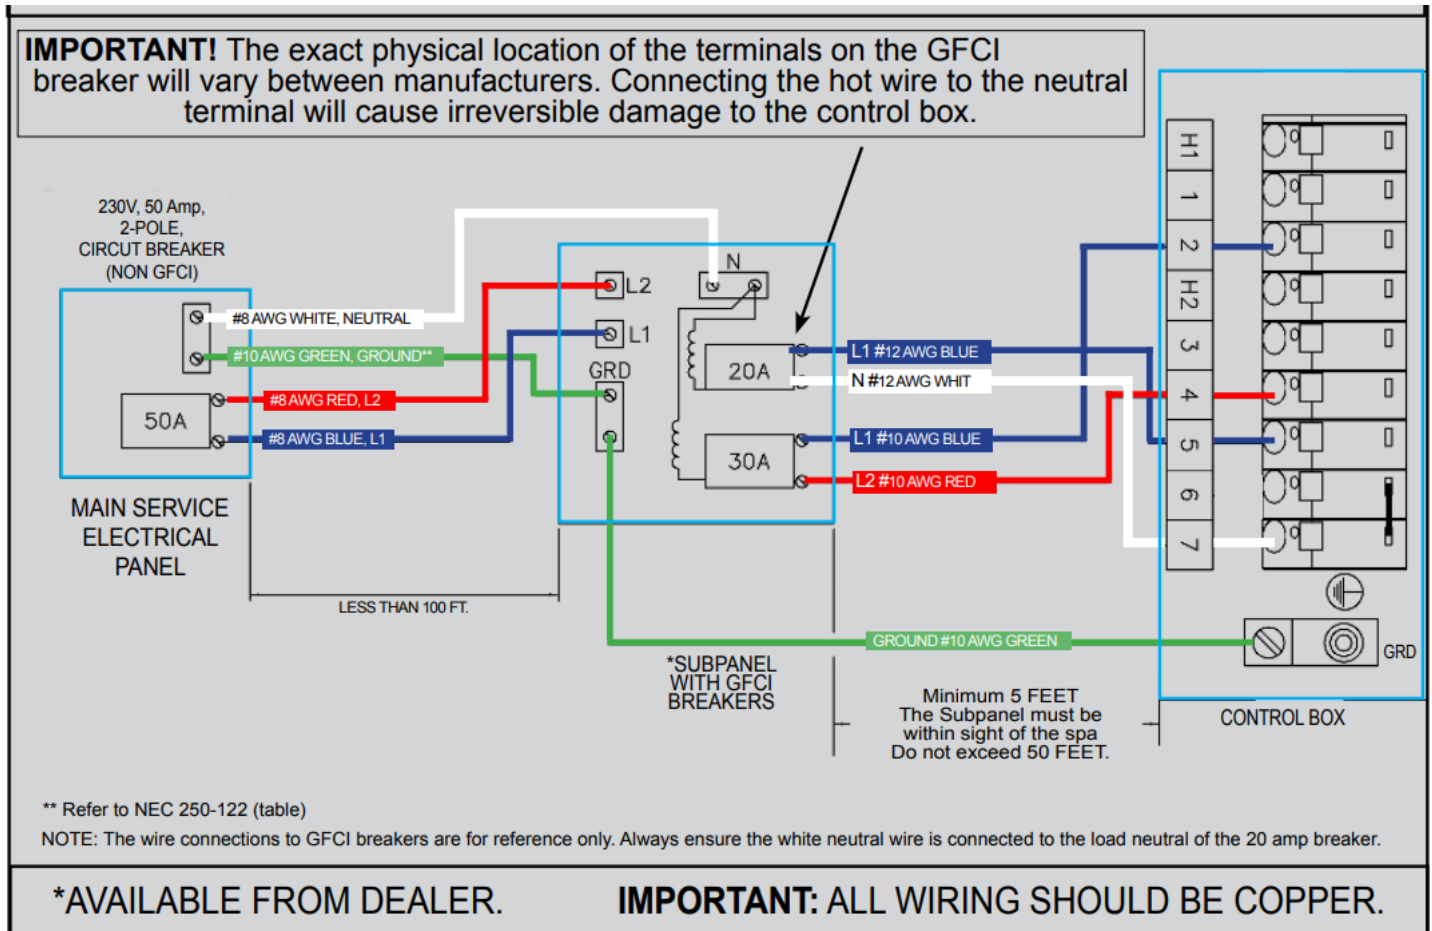 IMPORTANT! The exact physical location of the terminals on the GFCI
breaker will vary between manufacturers. Connecting the hot wire to the neutral
terminal will cause irreversible damage to the control box.
230V, 50 Amp,
2-POLE,
CIRCUT BREAKER
(NON GFCI)
#8 AWG WHITE, NEUTRAL
#10 AWG GREEN, GROUND**
#8 AWG RED, L2
#8 AWG BLUE, L1
50A
MAIN SERVICE
ELECTRICAL
PANEL
LESS THAN 100 FT.
L2
L1
GRD
N
20A
30A
*SUBPANEL
WITH GFCI
BREAKERS
L1 #12 AWG BLUE
N #12 AWG WHIT
L1 #10 AWG BLUE
L2 #10 AWG RED
GROUND #10 AWG GREEN
Minimum 5 FEET
The Subpanel must be
within sight of the spa
Do not exceed 50 FEET.
H1
1
2
H2
3
4
5
6
7
GRD
CONTROL BOX
** Refer to NEC 250-122 (table)
NOTE: The wire connections to GFCI breakers are for reference only. Always ensure the white neutral wire is connected to the load neutral of the 20 amp breaker.
*AVAILABLE FROM DEALER.
IMPORTANT: ALL WIRING SHOULD BE COPPER.